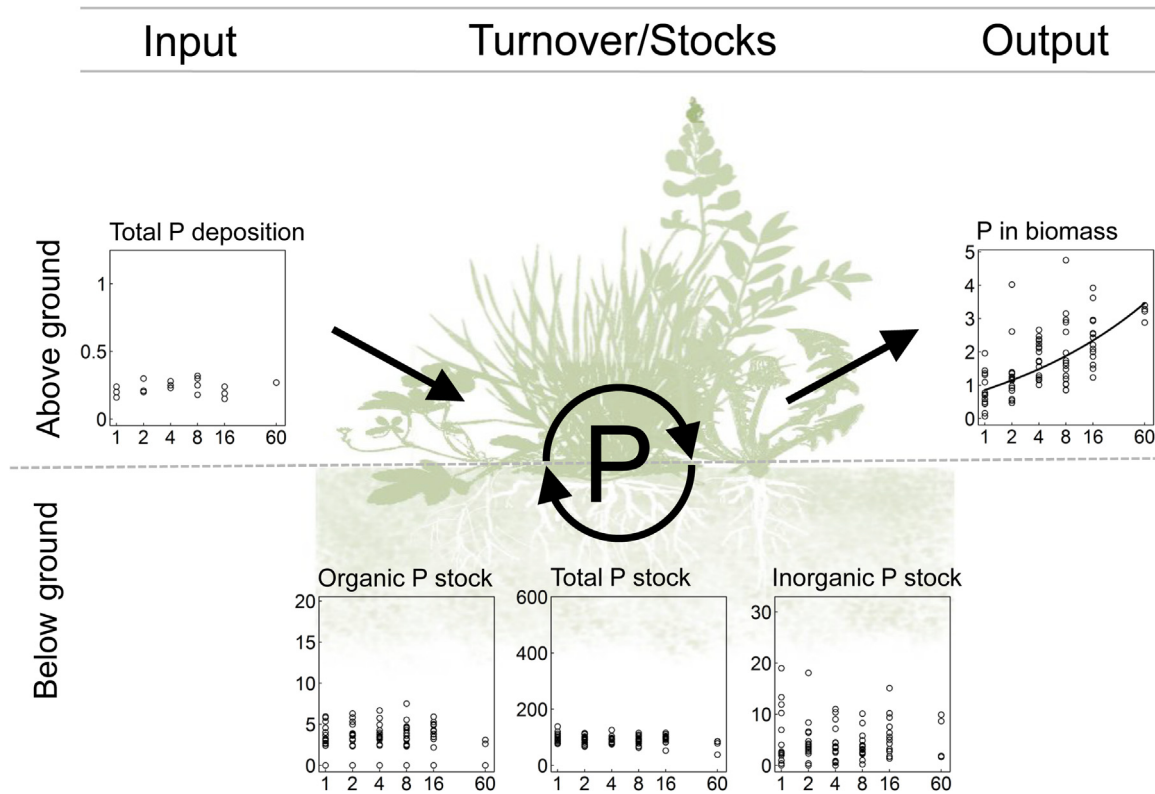 Input Turnover/Stocks Output
Above ground
Total P deposition
1
0.5
0
1 2 4 8 16 60
P in biomass
5
4
3
2
1
0
1 2 4 8 16 60
P
Below ground
Organic P stock
20
15
10
5
0
1 2 4 8 16 60
Total P stock
600
400
200
0
1 2 4 8 16 60
Inorganic P stock
30
20
10
0
1 2 4 8 16 60